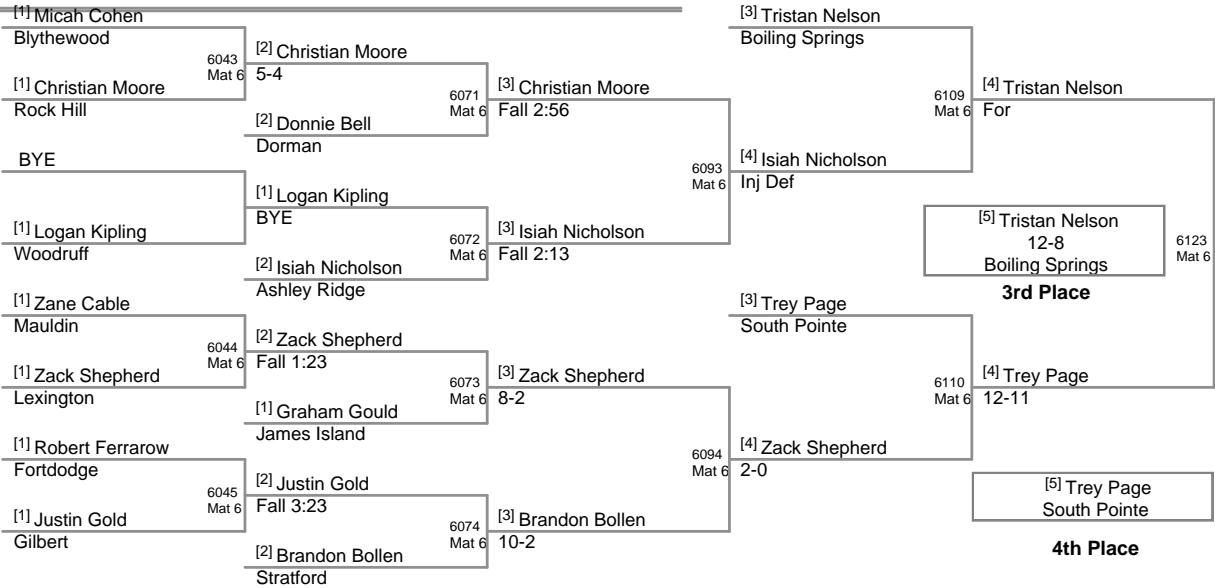 [1] Micah Cohen
Blythewood
6043
Mat 6
[1] Christian Moore
Rock Hill
BYE
[1] Logan Kipling
Woodruff
[1] Zane Cable
Mauldin
6044
Mat 6
[1] Zack Shepherd
Lexington
[1] Robert Ferrarow
Fortdodge
6045
Mat 6
[1] Justin Gold
Gilbert
[2] Christian Moore
5-4
6071
Mat 6
[2] Donnie Bell
Dorman
[1] Logan Kipling
BYE
6072
Mat 6
[2] Isiah Nicholson
Ashley Ridge
[2] Zack Shepherd
Fall 1:23
6073
Mat 6
[1] Graham Gould
James Island
[2] Justin Gold
Fall 3:23
6074
Mat 6
[2] Brandon Bollen
Stratford
[3] Christian Moore
Fall 2:56
6093
Mat 6
[3] Isiah Nicholson
Fall 2:13
[3] Zack Shepherd
8-2
6094
Mat 6
[3] Brandon Bollen
10-2
[3] Tristan Nelson
Boiling Springs
6109
Mat 6
[4] Isiah Nicholson
Inj Def
[3] Trey Page
South Pointe
6110
Mat 6
[4] Zack Shepherd
2-0
[4] Tristan Nelson
For
[5] Tristan Nelson
12-8
Boiling Springs
3rd Place
6123
Mat 6
[4] Trey Page
12-11
[5] Trey Page
South Pointe
4th Place